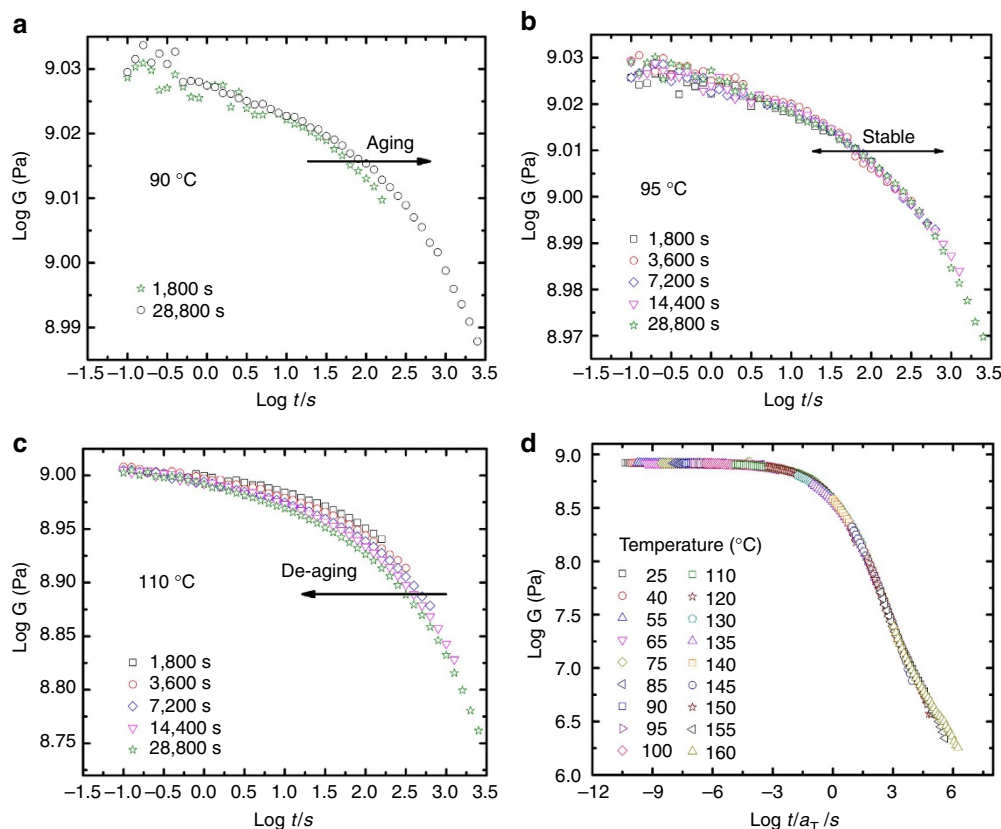 a
Log G (Pa)
9.03
9.02
9.01
9.00
8.99
Aging
90 °C
1,800 s
28,800 s
–1.5 –1.0 –0.5 0.0 0.5 1.0 1.5 2.0 2.5 3.0 3.5
Log t/s
b
Log G (Pa)
9.03
9.02
9.01
9.00
8.99
8.98
8.97
Stable
95 °C
1,800 s
3,600 s
7,200 s
14,400 s
28,800 s
–1.5 –1.0 –0.5 0.0 0.5 1.0 1.5 2.0 2.5 3.0 3.5
Log t/s
c
Log G (Pa)
9.00
8.95
8.90
8.85
8.80
8.75
110 °C
De-aging
1,800 s
3,600 s
7,200 s
14,400 s
28,800 s
–1.5 –1.0 –0.5 0.0 0.5 1.0 1.5 2.0 2.5 3.0 3.5
Log t/s
d
Log G (Pa)
9.0
8.5
8.0
7.5
7.0
6.5
6.0
Temperature (°C)
25 110
40 120
55 130
65 135
75 140
85 145
90 150
95 155
100 160
–12 –9 –6 –3 0 3 6
Log t/aT /s